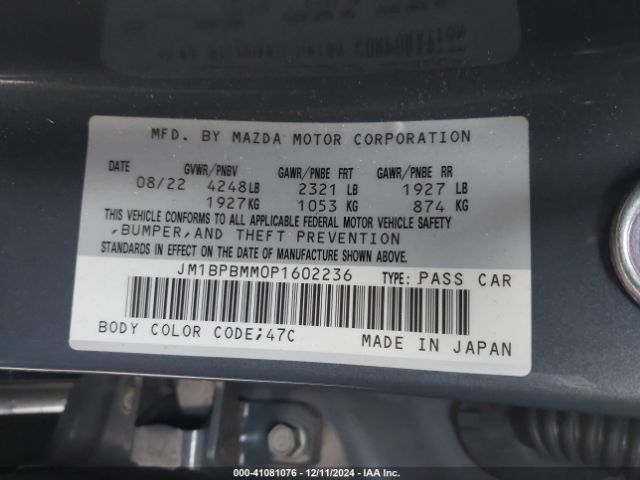 MFD. BY MAZDA MOTOR CORPORATION
DATE GVWR/PNBV GAWR/PNBE FRT GAWR/PNBE RR
08/22 4248LB 2321 LB 1927 LB
1927KG 1053 KG 874 KG
THIS VEHICLE CONFORMS TO ALL APPLICABLE FEDERAL MOTOR VEHICLE SAFETY
,BUMPER,AND THEFT PREVENTION
STANDARDS IN EFFECT ON THE DATE OF MANUFACTURE SHOWN ABOVE.
JM1BPBMM0P1602236 TYPE: PASS CAR
BODY COLOR CODE;47C MADE IN JAPAN
000-41081076 - 12/11/2024 - IAA Inc.